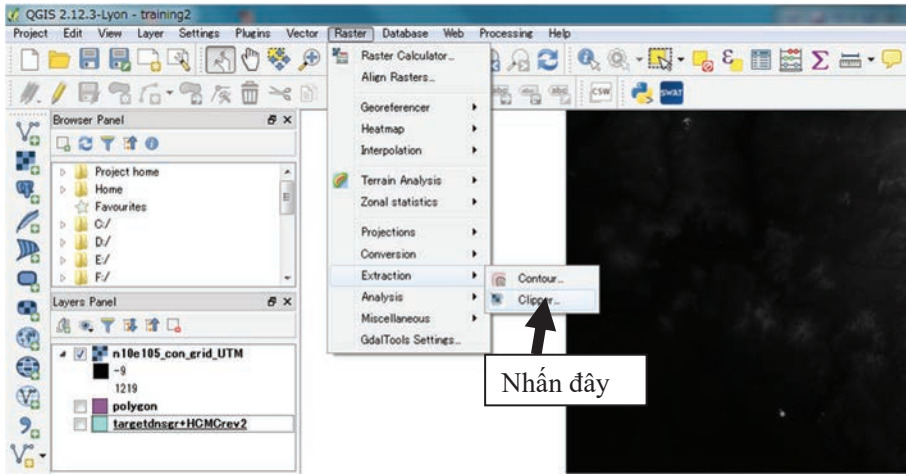 QGIS 2.12.3-Lyon - training2
Project Edit View Layer Settings Plugins Vector Raster Database Web Processing Help
CSW
SWAT
Browser Panel
Project home
Home
Favourites
C:/
D:/
E:/
F:/
Layers Panel
n10e105_con_grid_UTM
-9
1219
polygon
targetdnsgr+HCMCrev2
Raster Calculator...
Align Rasters...
Georeferencer
Heatmap
Interpolation
Terrain Analysis
Zonal statistics
Projections
Conversion
Extraction
Analysis
Miscellaneous
GdalTools Settings...
Contour...
Clipper...
Nhấn đây